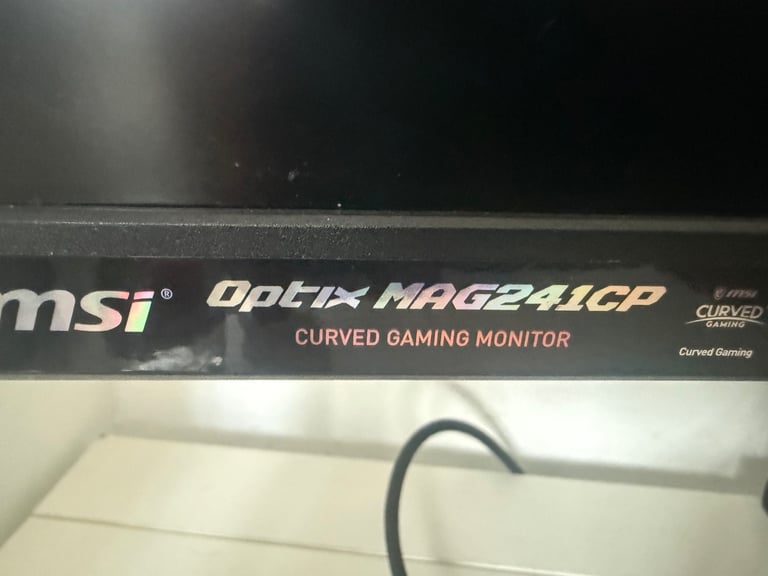 msi®
Optix MAG241CP
CURVED GAMING MONITOR
msi
CURVED
GAMING
Curved Gaming